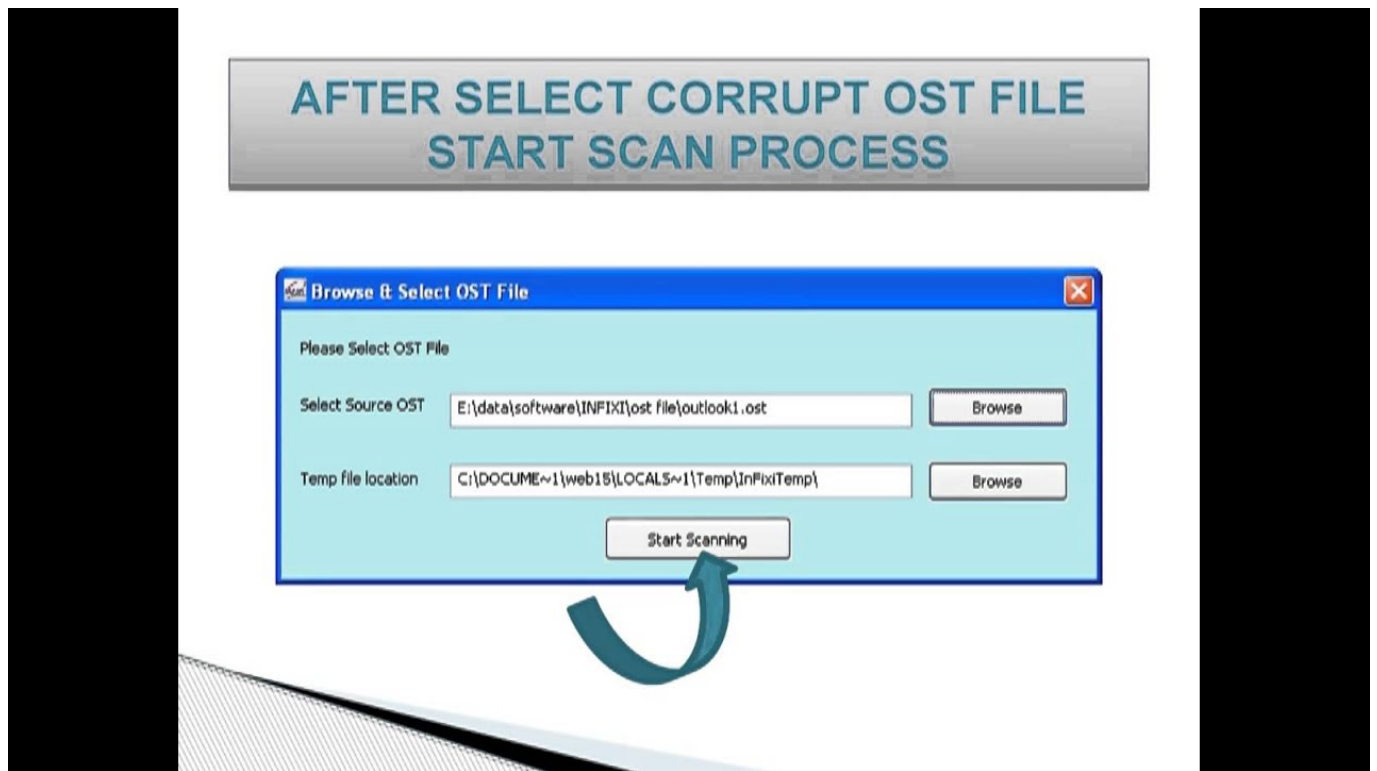 AFTER SELECT CORRUPT OST FILE
START SCAN PROCESS
Browse & Select OST File
Please Select OST File
Select Source OST E:\data\software\INFIXI\ost file\outlook1.ost Browse
Temp file location C:\DOCUME~1\web15\LOCALS~1\Temp\InFixiTemp\ Browse
Start Scanning